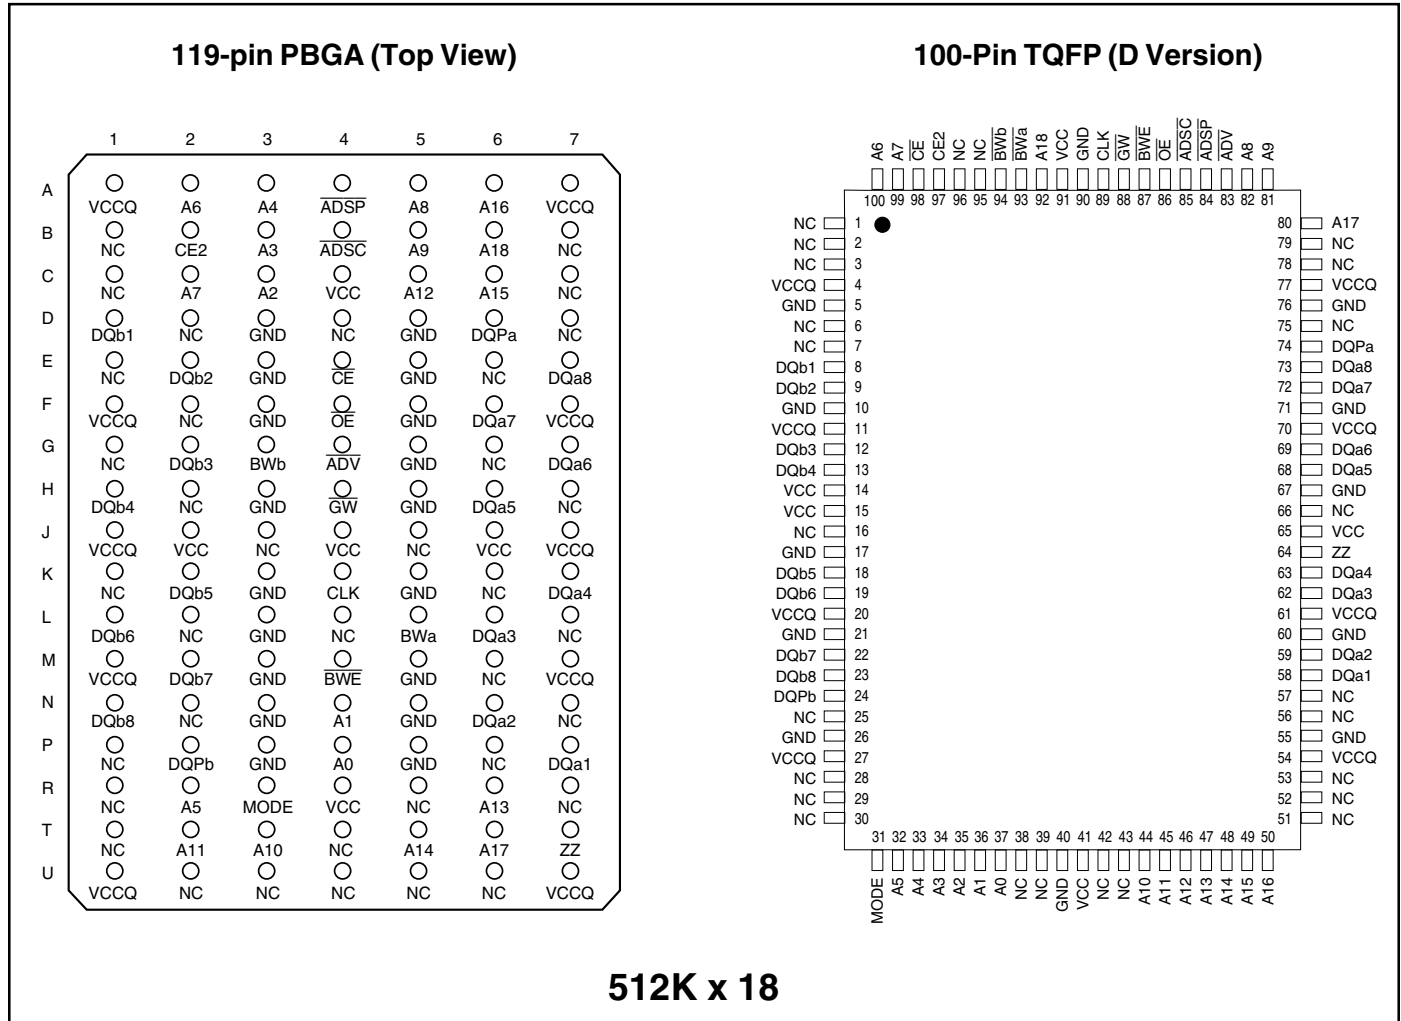 119-pin PBGA (Top View)
1 2 3 4 5 6 7
A
VCCQ A6 A4 ADSP A8 A16 VCCQ
B
NC CE2 A3 ADSC A9 A18 NC
C
NC A7 A2 VCC A12 A15 NC
D
DQb1 NC GND NC GND DQPa NC
E
NC DQb2 GND CE GND NC DQa8
F
VCCQ NC GND OE GND DQa7 VCCQ
G
NC DQb3 BWb ADV GND NC DQa6
H
DQb4 NC GND GW GND DQa5 NC
J
VCCQ VCC NC VCC NC VCC VCCQ
K
NC DQb5 GND CLK GND NC DQa4
L
DQb6 NC GND NC BWa DQa3 NC
M
VCCQ DQb7 GND BWE GND NC VCCQ
N
DQb8 NC GND A1 GND DQa2 NC
P
NC DQPb GND A0 GND NC DQa1
R
NC A5 MODE VCC NC A13 NC
T
NC A11 A10 NC A14 A17 ZZ
U
VCCQ NC NC NC NC NC VCCQ
100-Pin TQFP (D Version)
A6 A7 CE CE2 NC NC BWb BWa A18 VCC GND CLK GW BWE OE ADSC ADSP ADV A8 A9
100 99 98 97 96 95 94 93 92 91 90 89 88 87 86 85 84 83 82 81
NC 1 80 A17
NC 2 79 NC
NC 3 78 NC
VCCQ 4 77 VCCQ
GND 5 76 GND
NC 6 75 NC
NC 7 74 DQPa
DQb1 8 73 DQa8
DQb2 9 72 DQa7
GND 10 71 GND
VCCQ 11 70 VCCQ
DQb3 12 69 DQa6
DQb4 13 68 DQa5
VCC 14 67 GND
VCC 15 66 NC
NC 16 65 VCC
GND 17 64 ZZ
DQb5 18 63 DQa4
DQb6 19 62 DQa3
VCCQ 20 61 VCCQ
GND 21 60 GND
DQb7 22 59 DQa2
DQb8 23 58 DQa1
DQPb 24 57 NC
NC 25 56 NC
GND 26 55 GND
VCCQ 27 54 VCCQ
NC 28 53 NC
NC 29 52 NC
NC 30 51 NC
31 32 33 34 35 36 37 38 39 40 41 42 43 44 45 46 47 48 49 50
MODE A5 A4 A3 A2 A1 A0 NC NC GND VCC NC NC A10 A11 A12 A13 A14 A15 A16
512K x 18